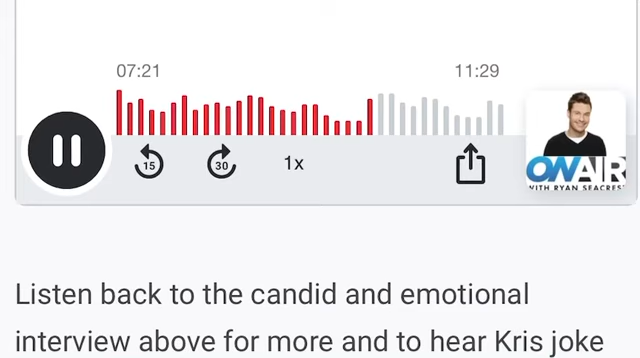 07:21 11:29
15 30 1x
ON AIR
WITH RYAN SEACREST
Listen back to the candid and emotional
interview above for more and to hear Kris joke